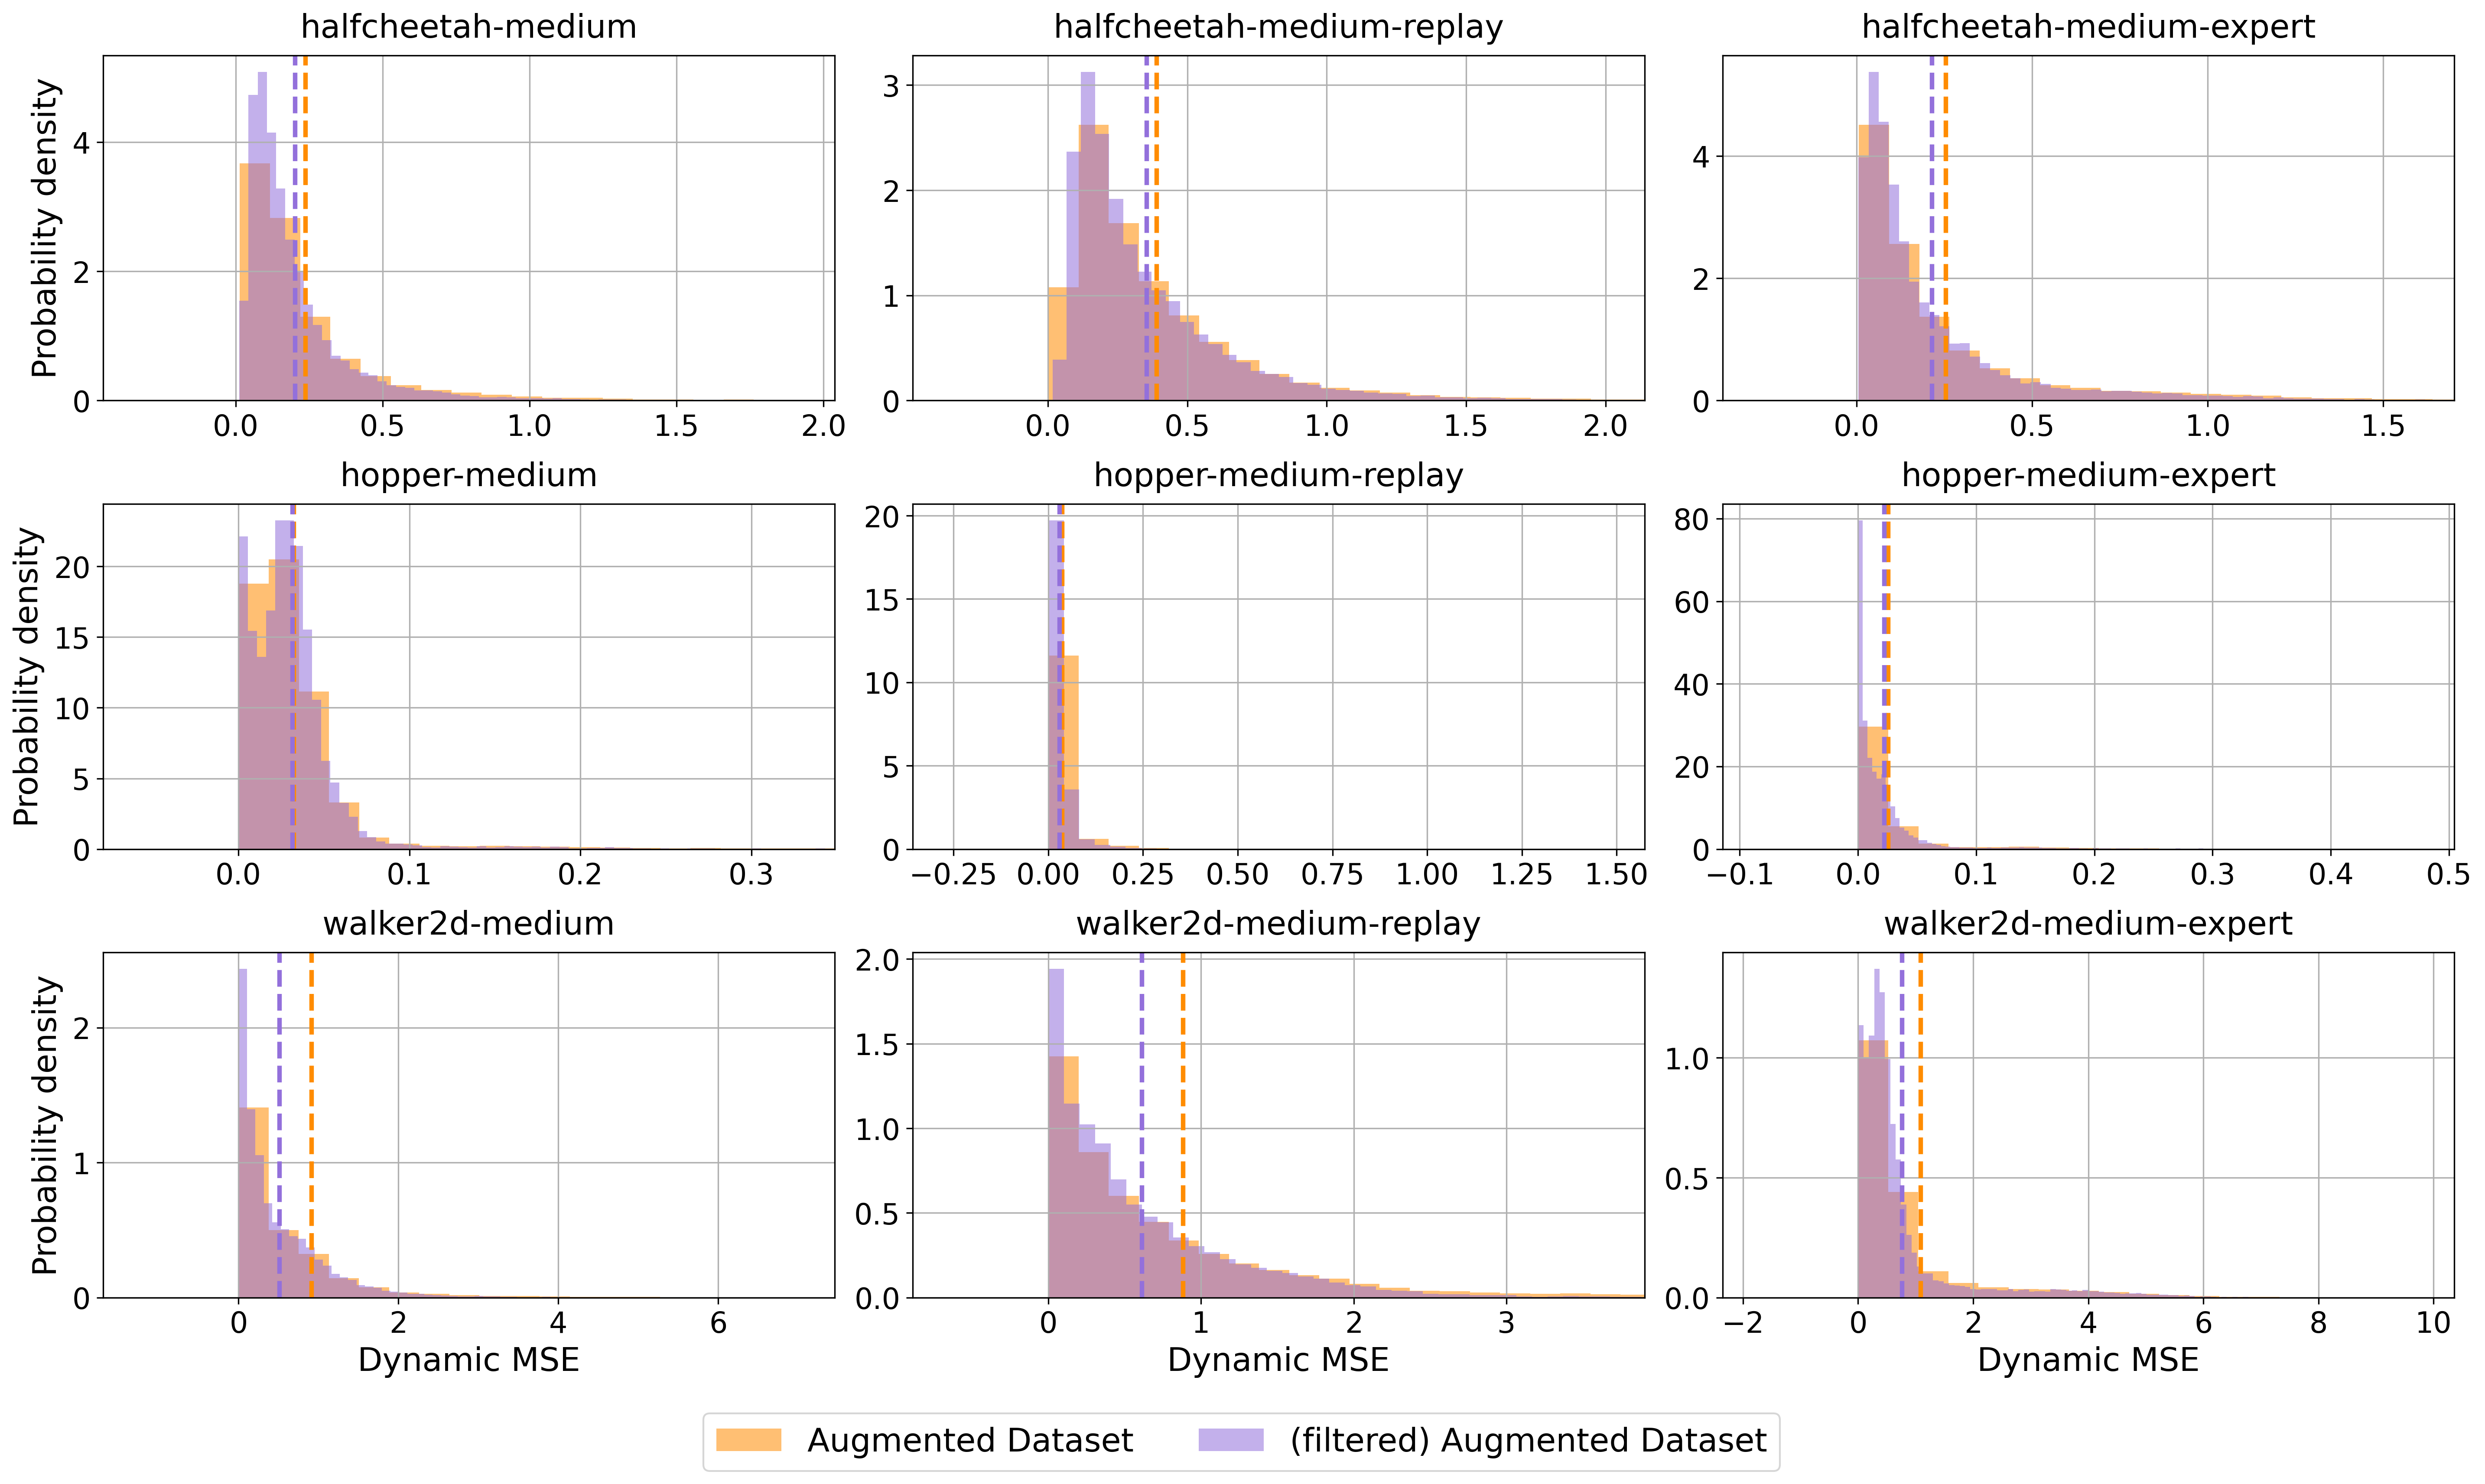 halfcheetah-medium
Probability density
0 2 4
0.0 0.5 1.0 1.5 2.0
halfcheetah-medium-replay
0 1 2 3
0.0 0.5 1.0 1.5 2.0
halfcheetah-medium-expert
0 2 4
0.0 0.5 1.0 1.5
hopper-medium
Probability density
0 5 10 15 20
0.0 0.1 0.2 0.3
hopper-medium-replay
0 5 10 15 20
−0.25 0.00 0.25 0.50 0.75 1.00 1.25 1.50
hopper-medium-expert
0 20 40 60 80
−0.1 0.0 0.1 0.2 0.3 0.4 0.5
walker2d-medium
Probability density
0 1 2
0 2 4 6
Dynamic MSE
walker2d-medium-replay
0.0 0.5 1.0 1.5 2.0
0 1 2 3
Dynamic MSE
walker2d-medium-expert
0.0 0.5 1.0
−2 0 2 4 6 8 10
Dynamic MSE
Augmented Dataset
(filtered) Augmented Dataset